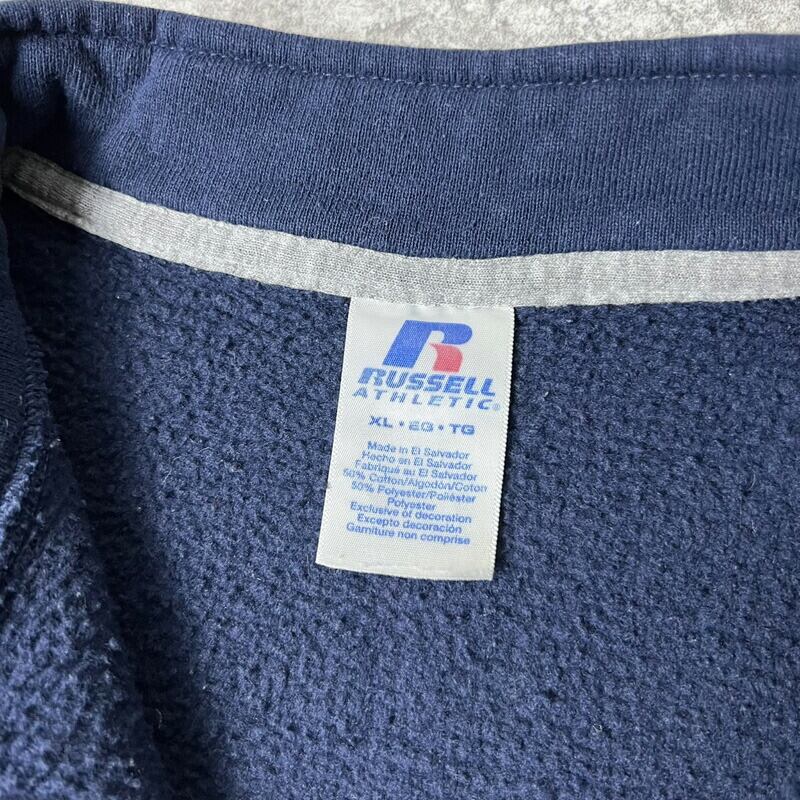 R
RUSSELL
ATHLETIC®
XL • EG • TG
Made in El Salvador
Hecho en El Salvador
Fabriqué au El Salvador
50% Cotton/Algodón/Coton
50% Polyester/Poliéster
Polyester
Exclusive of decoration
Excepto decoración
Garniture non comprise